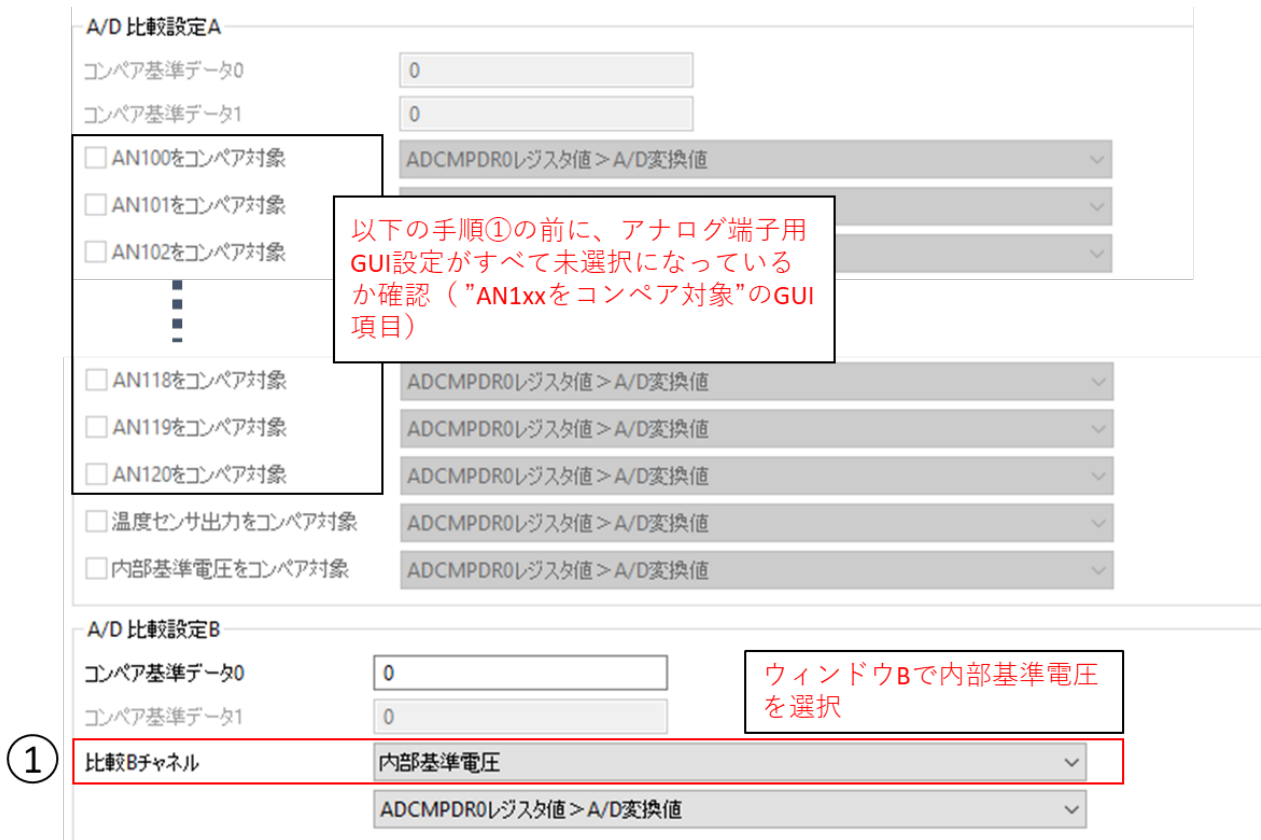 A/D 比較設定A
コンペア基準データ0
0
コンペア基準データ1
0
AN100をコンペア対象
ADCMPDR0レジスタ値＞A/D変換値
AN101をコンペア対象
AN102をコンペア対象
以下の手順①の前に、アナログ端子用
GUI設定がすべて未選択になっている
か確認（ ”AN1xxをコンペア対象”のGUI
項目）
AN118をコンペア対象
ADCMPDR0レジスタ値＞A/D変換値
AN119をコンペア対象
ADCMPDR0レジスタ値＞A/D変換値
AN120をコンペア対象
ADCMPDR0レジスタ値＞A/D変換値
温度センサ出力をコンペア対象
ADCMPDR0レジスタ値＞A/D変換値
内部基準電圧をコンペア対象
ADCMPDR0レジスタ値＞A/D変換値
A/D 比較設定B
コンペア基準データ0
0
コンペア基準データ1
0
ウィンドウBで内部基準電圧
を選択
①
比較Bチャネル
内部基準電圧
ADCMPDR0レジスタ値＞A/D変換値